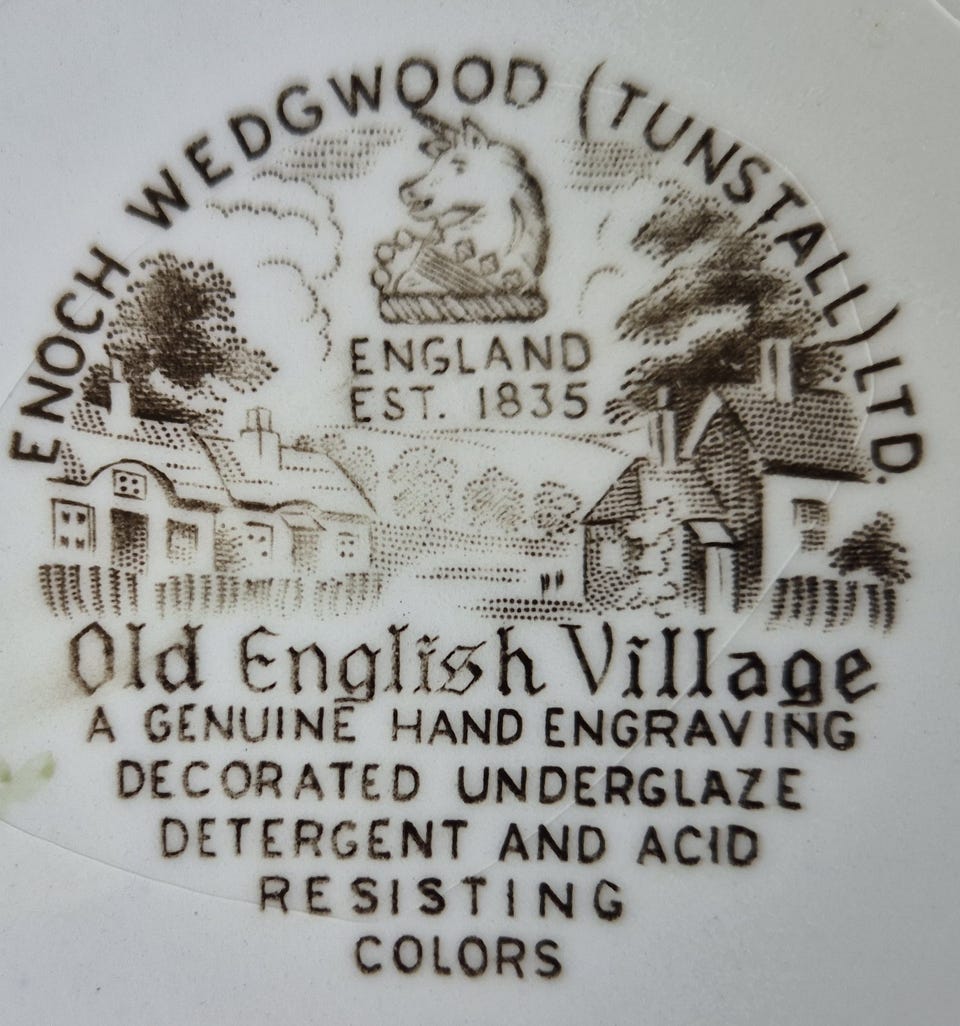 ENOCH WEDGWOOD (TUNSTALL) LTD.
ENGLAND
EST. 1835
Old English Village
A GENUINE HAND ENGRAVING
DECORATED UNDERGLAZE
DETERGENT AND ACID
RESISTING
COLORS